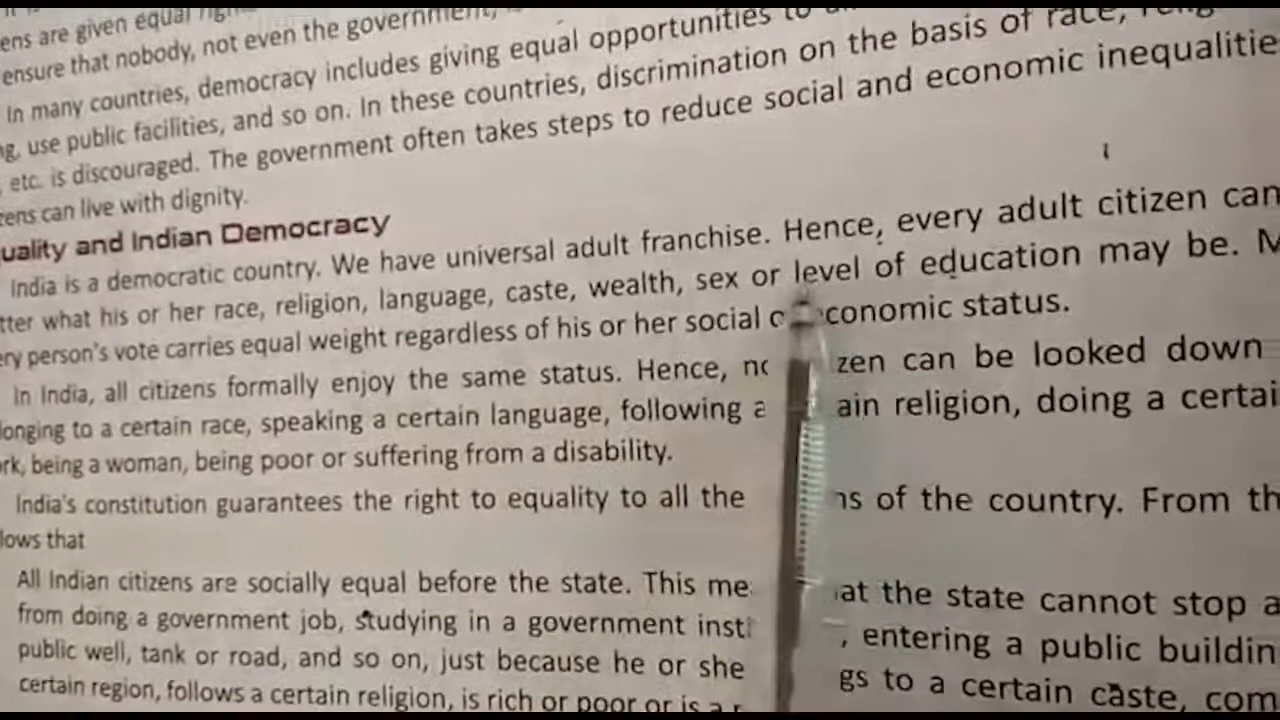 ens are given equal
ensure that nobody, not even the government,
In many countries, democracy includes giving equal opportunities to
use public facilities, and so on. In these countries, discrimination on the basis of race,
, etc. is discouraged. The government often takes steps to reduce social and economic inequalitie
zens can live with dignity.
uality and Indian Democracy
India is a democratic country. We have universal adult franchise. Hence, every adult citizen can
tter what his or her race, religion, language, caste, wealth, sex or level of education may be. M
ery person's vote carries equal weight regardless of his or her social conomic status.
In India, all citizens formally enjoy the same status. Hence, no zen can be looked down
longing to a certain race, speaking a certain language, following a ain religion, doing a certai
ork, being a woman, being poor or suffering from a disability.
India's constitution guarantees the right to equality to all the ns of the country. From th
lows that
All Indian citizens are socially equal before the state. This me at the state cannot stop a
from doing a government job, studying in a government insti , entering a public buildin
public well, tank or road, and so on, just because he or she gs to a certain caste, com
certain region, follows a certain religion, is rich or poor or is a